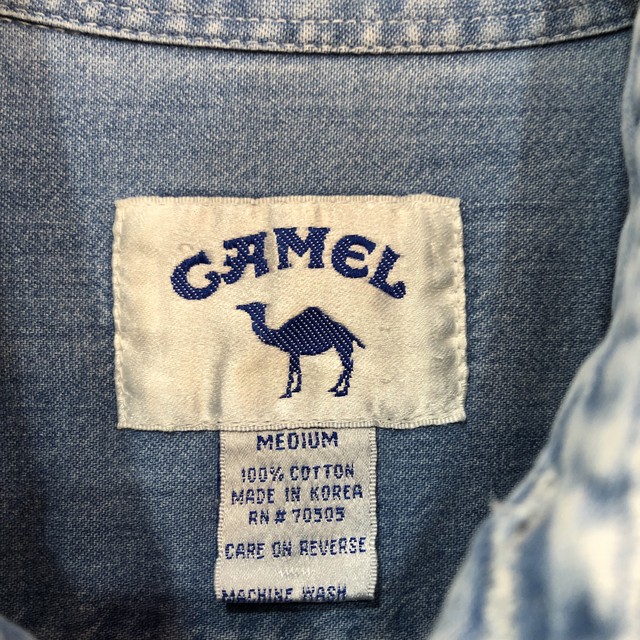 CAMEL
MEDIUM
100% COTTON
MADE IN KOREA
RN# 70505
CARE ON REVERSE
MACHINE WASH